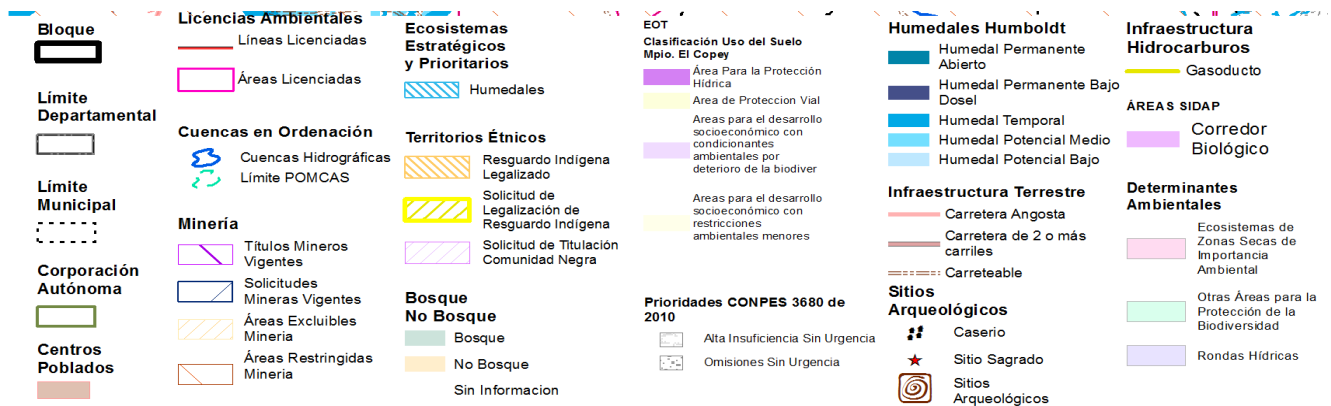 Bloque
Límite
Departamental
Límite
Municipal
Corporación
Autónoma
Centros
Poblados
Licencias Ambientales
Líneas Licenciadas
Áreas Licenciadas
Cuencas en Ordenación
Cuencas Hidrográficas
Límite POMCAS
Minería
Títulos Mineros
Vigentes
Solicitudes
Mineras Vigentes
Áreas Excluibles
Mineria
Áreas Restringidas
Mineria
Ecosistemas
Estratégicos
y Prioritarios
Humedales
Territorios Étnicos
Resguardo Indígena
Legalizado
Solicitud de
Legalización de
Resguardo Indígena
Solicitud de Titulación
Comunidad Negra
Bosque
No Bosque
Bosque
No Bosque
Sin Informacion
EOT
Clasificación Uso del Suelo
Mpio. El Copey
Área Para la Protección
Hídrica
Area de Proteccion Vial
Areas para el desarrollo
socioeconómico con
condicionantes
ambientales por
deterioro de la biodiver
Areas para el desarrollo
socioeconómico con
restricciones
ambientales menores
Prioridades CONPES 3680 de
2010
Alta Insuficiencia Sin Urgencia
Omisiones Sin Urgencia
Humedales Humboldt
Humedal Permanente
Abierto
Humedal Permanente Bajo
Dosel
Humedal Temporal
Humedal Potencial Medio
Humedal Potencial Bajo
Infraestructura Terrestre
Carretera Angosta
Carretera de 2 o más
carriles
Carreteable
Sitios
Arqueológicos
Caserio
Sitio Sagrado
Sitios
Arqueológicos
Infraestructura
Hidrocarburos
Gasoducto
ÁREAS SIDAP
Corredor
Biológico
Determinantes
Ambientales
Ecosistemas de
Zonas Secas de
Importancia
Ambiental
Otras Áreas para la
Protección de la
Biodiversidad
Rondas Hídricas